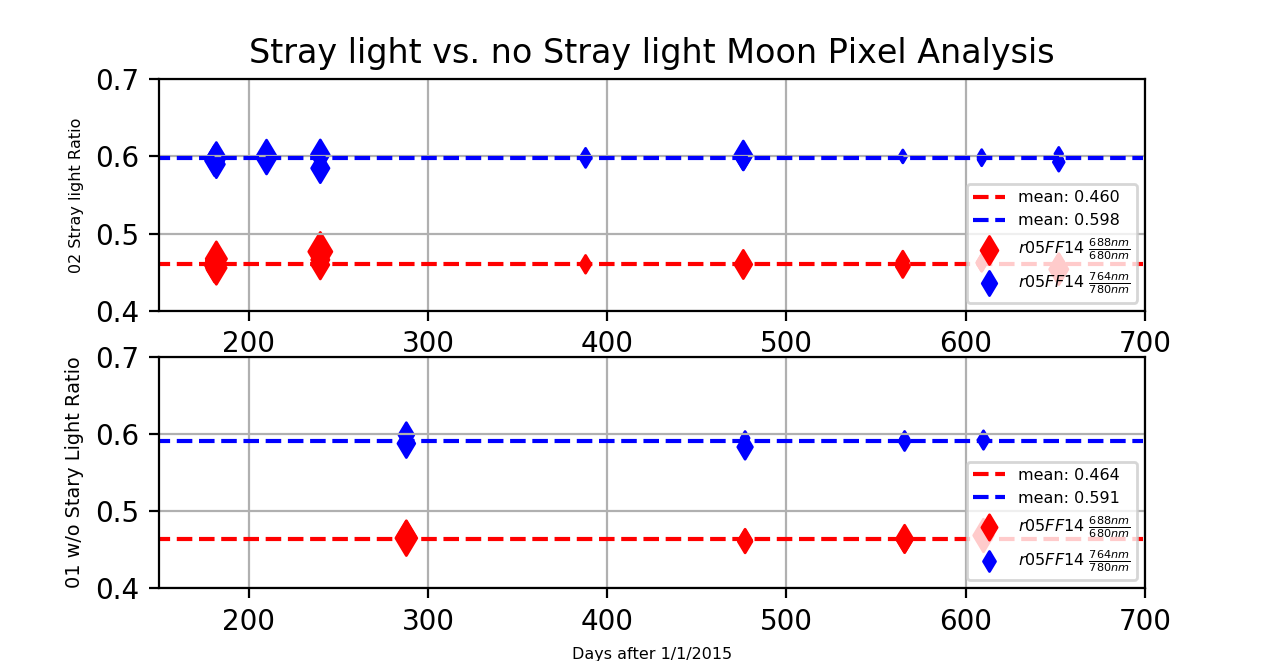 Stray light vs. no Stray light Moon Pixel Analysis
0.7
0.6
0.5
0.4
02 Stray light Ratio
mean: 0.460
mean: 0.598
r05FF14 688nm/680nm
r05FF14 764nm/780nm
200 300 400 500 600 700
0.7
0.6
0.5
0.4
01 w/o Stary Light Ratio
mean: 0.464
mean: 0.591
r05FF14 688nm/680nm
r05FF14 764nm/780nm
200 300 400 500 600 700
Days after 1/1/2015